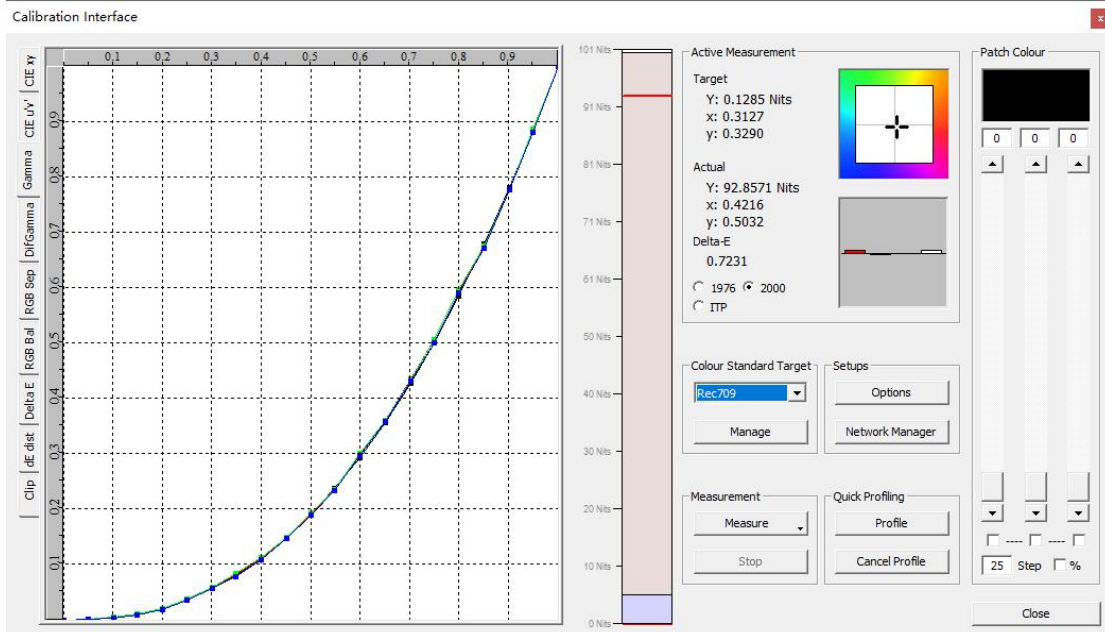 Calibration Interface
x
CIE xy
CIE u'v'
Gamma
DifGamma
RGB Sep
RGB Bal
Delta E
dE dist
Clip
0,1 0,2 0,3 0,4 0,5 0,6 0,7 0,8 0,9
0,9
0,8
0,7
0,6
0,5
0,4
0,3
0,2
0,1
101 Nits
91 Nits
81 Nits
71 Nits
61 Nits
50 Nits
40 Nits
30 Nits
20 Nits
10 Nits
0 Nits
Active Measurement
Target
Y: 0.1285 Nits
x: 0.3127
y: 0.3290
Actual
Y: 92.8571 Nits
x: 0.4216
y: 0.5032
Delta-E
0.7231
1976 2000
ITP
Colour Standard Target
Rec709
Manage
Setups
Options
Network Manager
Measurement
Measure
Stop
Quick Profiling
Profile
Cancel Profile
Patch Colour
0 0 0
---- ----
25 Step %
Close